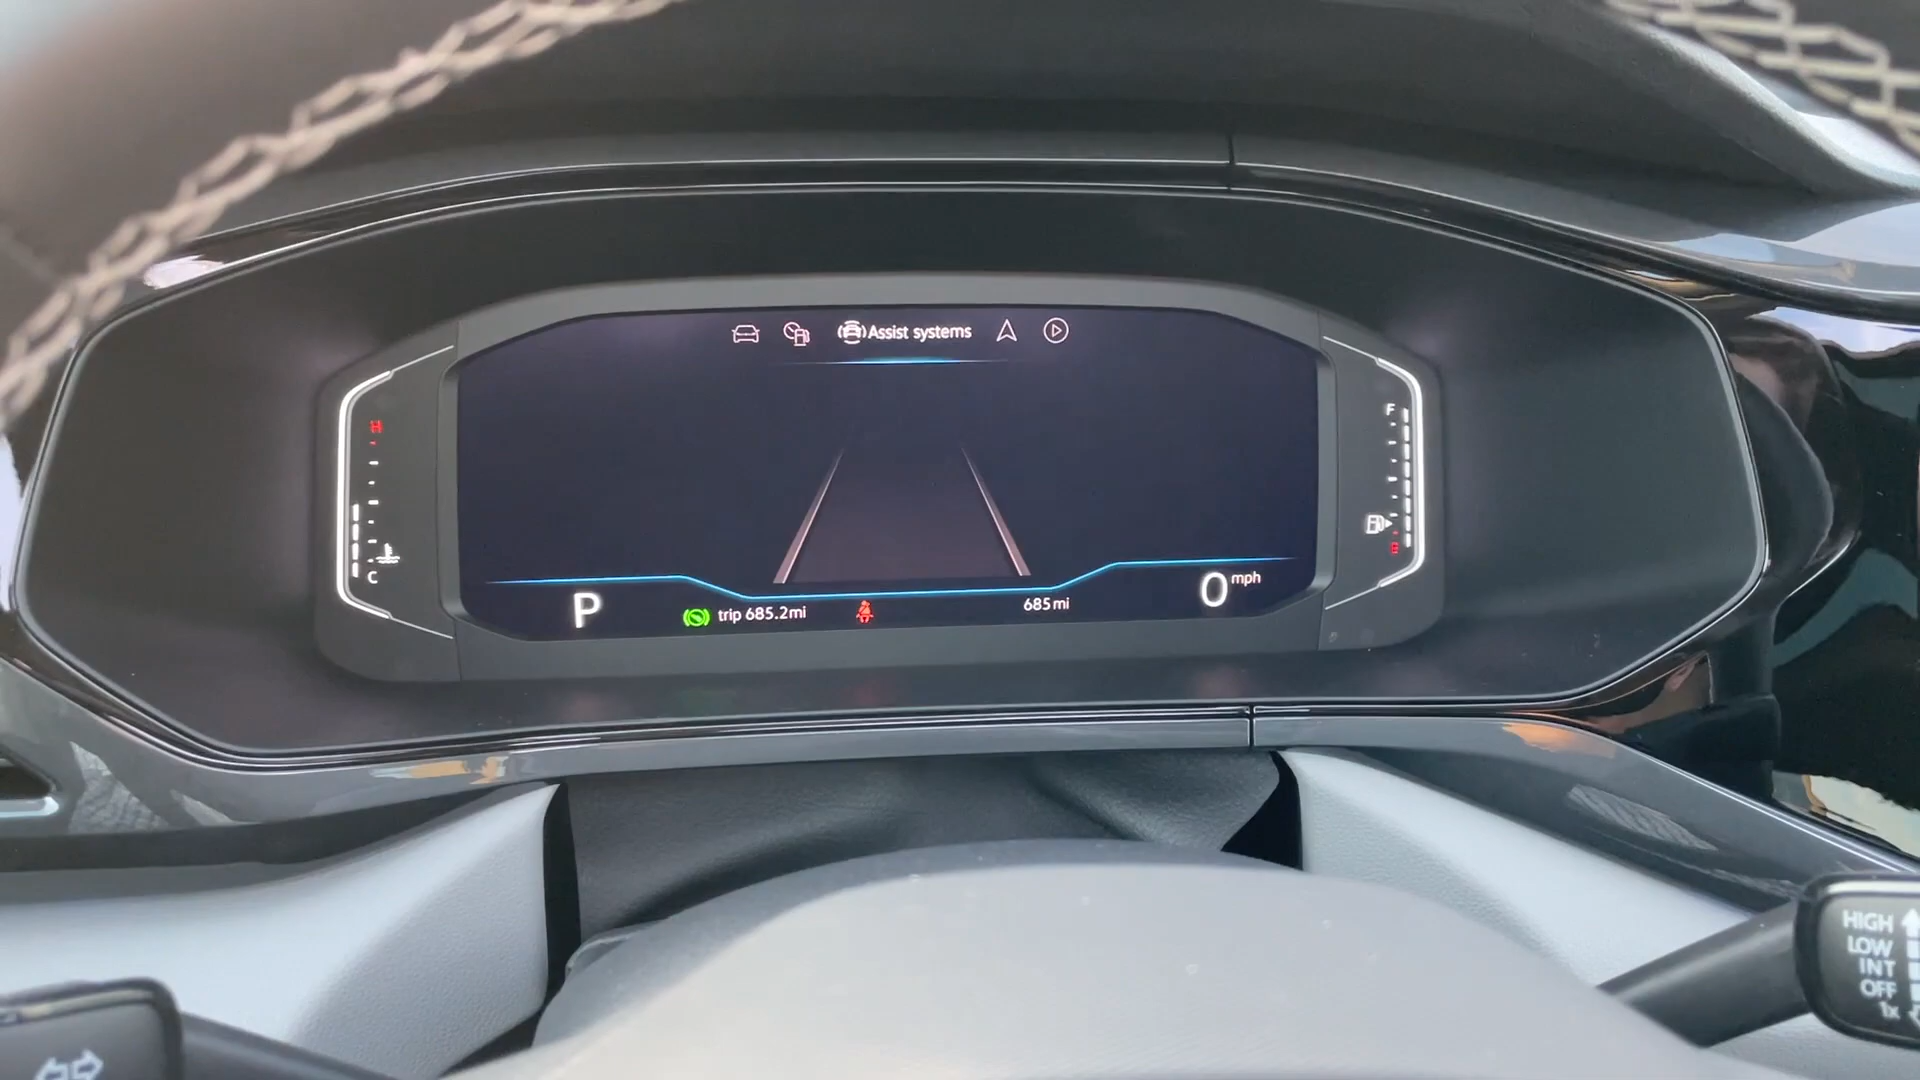 Assist systems
H
C
F
E
P
trip 685.2mi
685mi
0 mph
HIGH
LOW
INT
OFF
1x